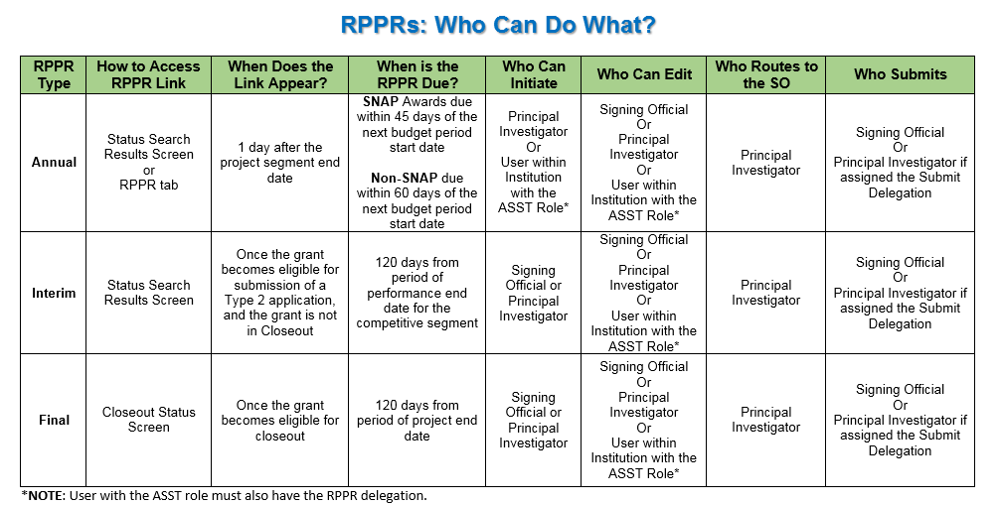 RPPRs: Who Can Do What?
RPPR
Type
How to Access
RPPR Link
When Does the
Link Appear?
When is the
RPPR Due?
Who Can
Initiate
Who Can Edit
Who Routes to
the SO
Who Submits
Annual
Status Search
Results Screen
or
RPPR tab
1 day after the
project segment end
date
SNAP Awards due
within 45 days of the
next budget period
start date
Non-SNAP due
within 60 days of the
next budget period
start date
Principal
Investigator
Or
User within
Institution
with the
ASST Role*
Signing Official
Or
Principal
Investigator
Or
User within
Institution with the
ASST Role*
Principal
Investigator
Signing Official
Or
Principal Investigator if
assigned the Submit
Delegation
Interim
Status Search
Results Screen
Once the grant
becomes eligible for
submission of a
Type 2 application,
and the grant is not
in Closeout
120 days from
period of
performance end
date for the
competitive segment
Signing
Official or
Principal
Investigator
Signing Official
Or
Principal
Investigator
Or
User within
Institution with the
ASST Role*
Principal
Investigator
Signing Official
Or
Principal Investigator if
assigned the Submit
Delegation
Final
Closeout Status
Screen
Once the grant
becomes eligible for
closeout
120 days from
period of project end
date
Signing
Official or
Principal
Investigator
Signing Official
Or
Principal
Investigator
Or
User within
Institution with the
ASST Role*
Principal
Investigator
Signing Official
Or
Principal Investigator if
assigned the Submit
Delegation
*NOTE: User with the ASST role must also have the RPPR delegation.